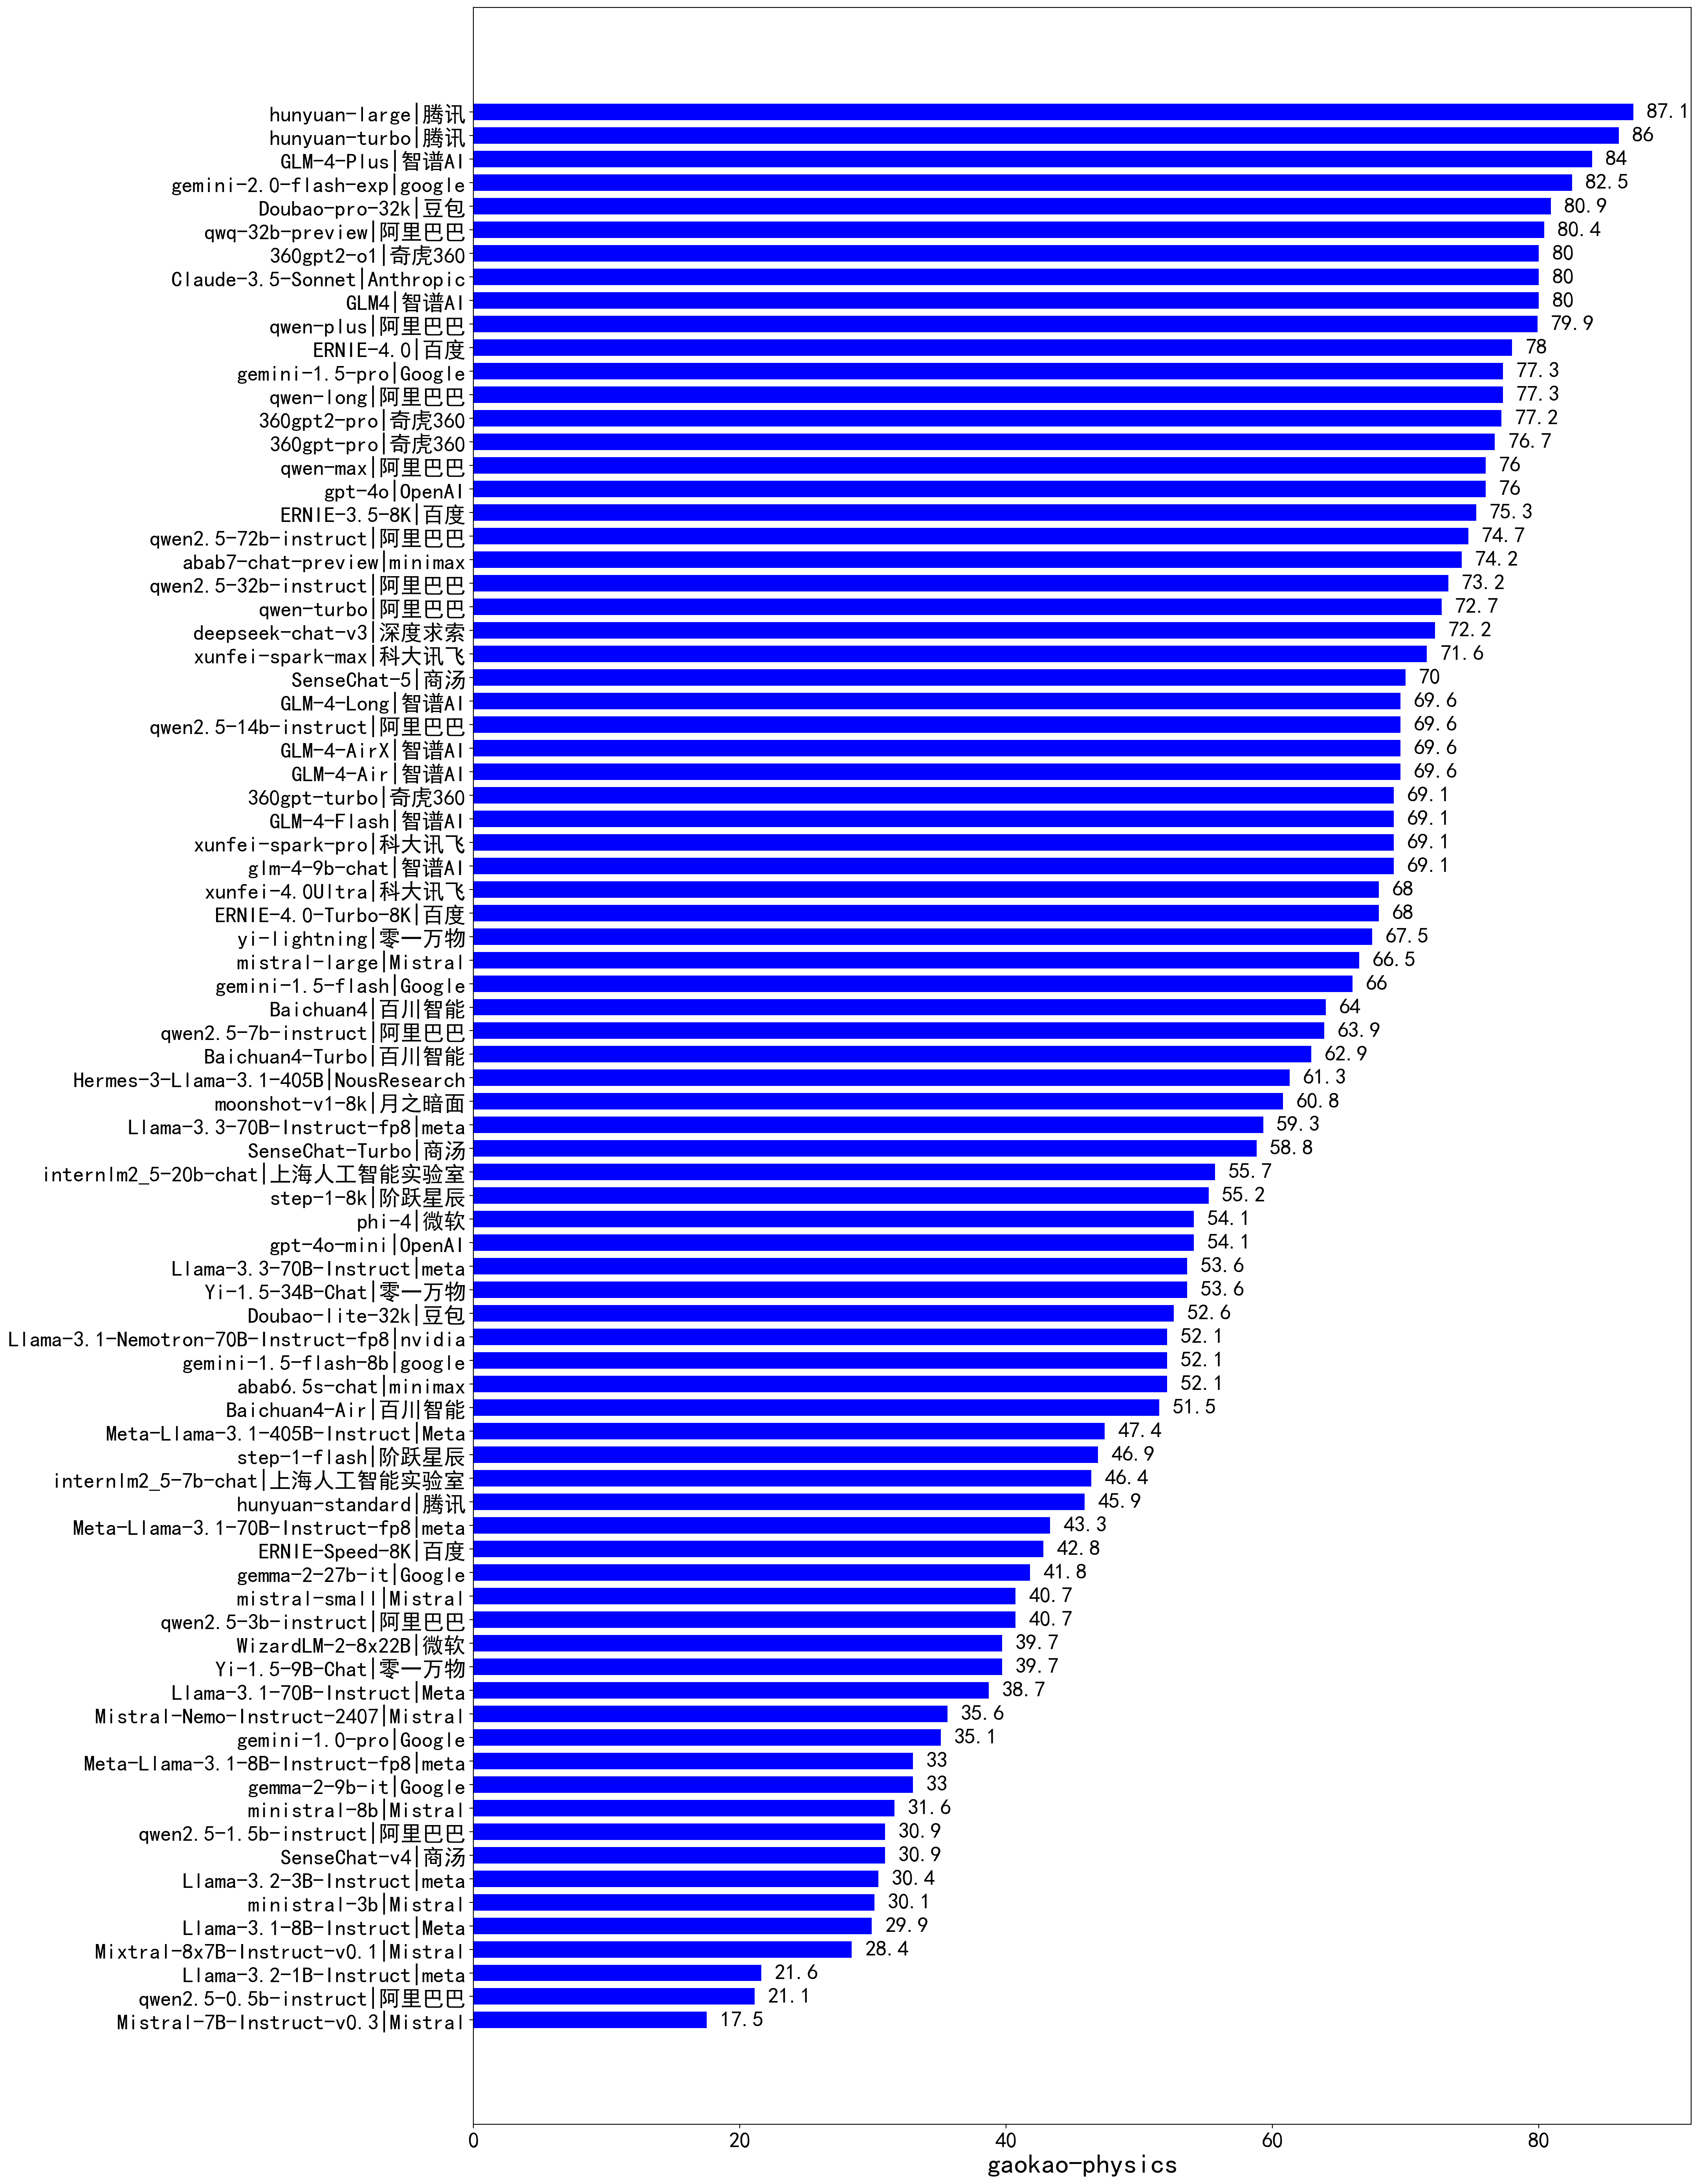 hunyuan-large|腾讯 87.1
hunyuan-turbo|腾讯 86
GLM-4-Plus|智谱AI 84
gemini-2.0-flash-exp|google 82.5
Doubao-pro-32k|豆包 80.9
qwq-32b-preview|阿里巴巴 80.4
360gpt2-o1|奇虎360 80
Claude-3.5-Sonnet|Anthropic 80
GLM4|智谱AI 80
qwen-plus|阿里巴巴 79.9
ERNIE-4.0|百度 78
gemini-1.5-pro|Google 77.3
qwen-long|阿里巴巴 77.3
360gpt2-pro|奇虎360 77.2
360gpt-pro|奇虎360 76.7
qwen-max|阿里巴巴 76
gpt-4o|OpenAI 76
ERNIE-3.5-8K|百度 75.3
qwen2.5-72b-instruct|阿里巴巴 74.7
abab7-chat-preview|minimax 74.2
qwen2.5-32b-instruct|阿里巴巴 73.2
qwen-turbo|阿里巴巴 72.7
deepseek-chat-v3|深度求索 72.2
xunfei-spark-max|科大讯飞 71.6
SenseChat-5|商汤 70
GLM-4-Long|智谱AI 69.6
qwen2.5-14b-instruct|阿里巴巴 69.6
GLM-4-AirX|智谱AI 69.6
GLM-4-Air|智谱AI 69.6
360gpt-turbo|奇虎360 69.1
GLM-4-Flash|智谱AI 69.1
xunfei-spark-pro|科大讯飞 69.1
glm-4-9b-chat|智谱AI 69.1
xunfei-4.0Ultra|科大讯飞 68
ERNIE-4.0-Turbo-8K|百度 68
yi-lightning|零一万物 67.5
mistral-large|Mistral 66.5
gemini-1.5-flash|Google 66
Baichuan4|百川智能 64
qwen2.5-7b-instruct|阿里巴巴 63.9
Baichuan4-Turbo|百川智能 62.9
Hermes-3-Llama-3.1-405B|NousResearch 61.3
moonshot-v1-8k|月之暗面 60.8
Llama-3.3-70B-Instruct-fp8|meta 59.3
SenseChat-Turbo|商汤 58.8
internlm2_5-20b-chat|上海人工智能实验室 55.7
step-1-8k|阶跃星辰 55.2
phi-4|微软 54.1
gpt-4o-mini|OpenAI 54.1
Llama-3.3-70B-Instruct|meta 53.6
Yi-1.5-34B-Chat|零一万物 53.6
Doubao-lite-32k|豆包 52.6
Llama-3.1-Nemotron-70B-Instruct-fp8|nvidia 52.1
gemini-1.5-flash-8b|google 52.1
abab6.5s-chat|minimax 52.1
Baichuan4-Air|百川智能 51.5
Meta-Llama-3.1-405B-Instruct|Meta 47.4
step-1-flash|阶跃星辰 46.9
internlm2_5-7b-chat|上海人工智能实验室 46.4
hunyuan-standard|腾讯 45.9
Meta-Llama-3.1-70B-Instruct-fp8|meta 43.3
ERNIE-Speed-8K|百度 42.8
gemma-2-27b-it|Google 41.8
mistral-small|Mistral 40.7
qwen2.5-3b-instruct|阿里巴巴 40.7
WizardLM-2-8x22B|微软 39.7
Yi-1.5-9B-Chat|零一万物 39.7
Llama-3.1-70B-Instruct|Meta 38.7
Mistral-Nemo-Instruct-2407|Mistral 35.6
gemini-1.0-pro|Google 35.1
Meta-Llama-3.1-8B-Instruct-fp8|meta 33
gemma-2-9b-it|Google 33
ministral-8b|Mistral 31.6
qwen2.5-1.5b-instruct|阿里巴巴 30.9
SenseChat-v4|商汤 30.9
Llama-3.2-3B-Instruct|meta 30.4
ministral-3b|Mistral 30.1
Llama-3.1-8B-Instruct|Meta 29.9
Mixtral-8x7B-Instruct-v0.1|Mistral 28.4
Llama-3.2-1B-Instruct|meta 21.6
qwen2.5-0.5b-instruct|阿里巴巴 21.1
Mistral-7B-Instruct-v0.3|Mistral 17.5
0 20 40 60 80
gaokao-physics